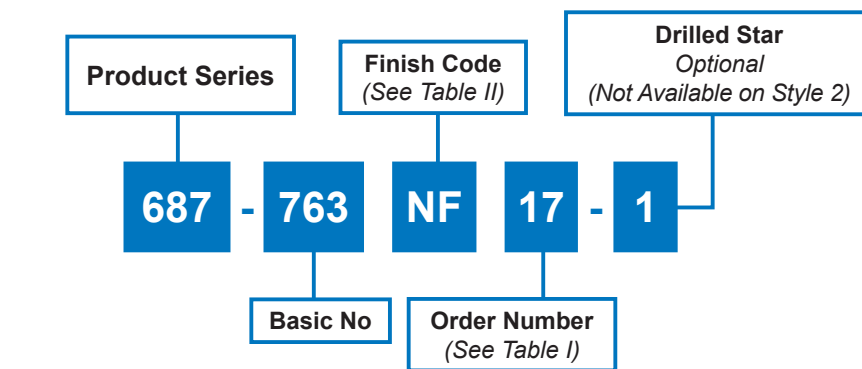 Drilled Star
Optional
(Not Available on Style 2)
Product Series
Finish Code
(See Table II)
687 - 763 NF 17 - 1
Basic No
Order Number
(See Table I)